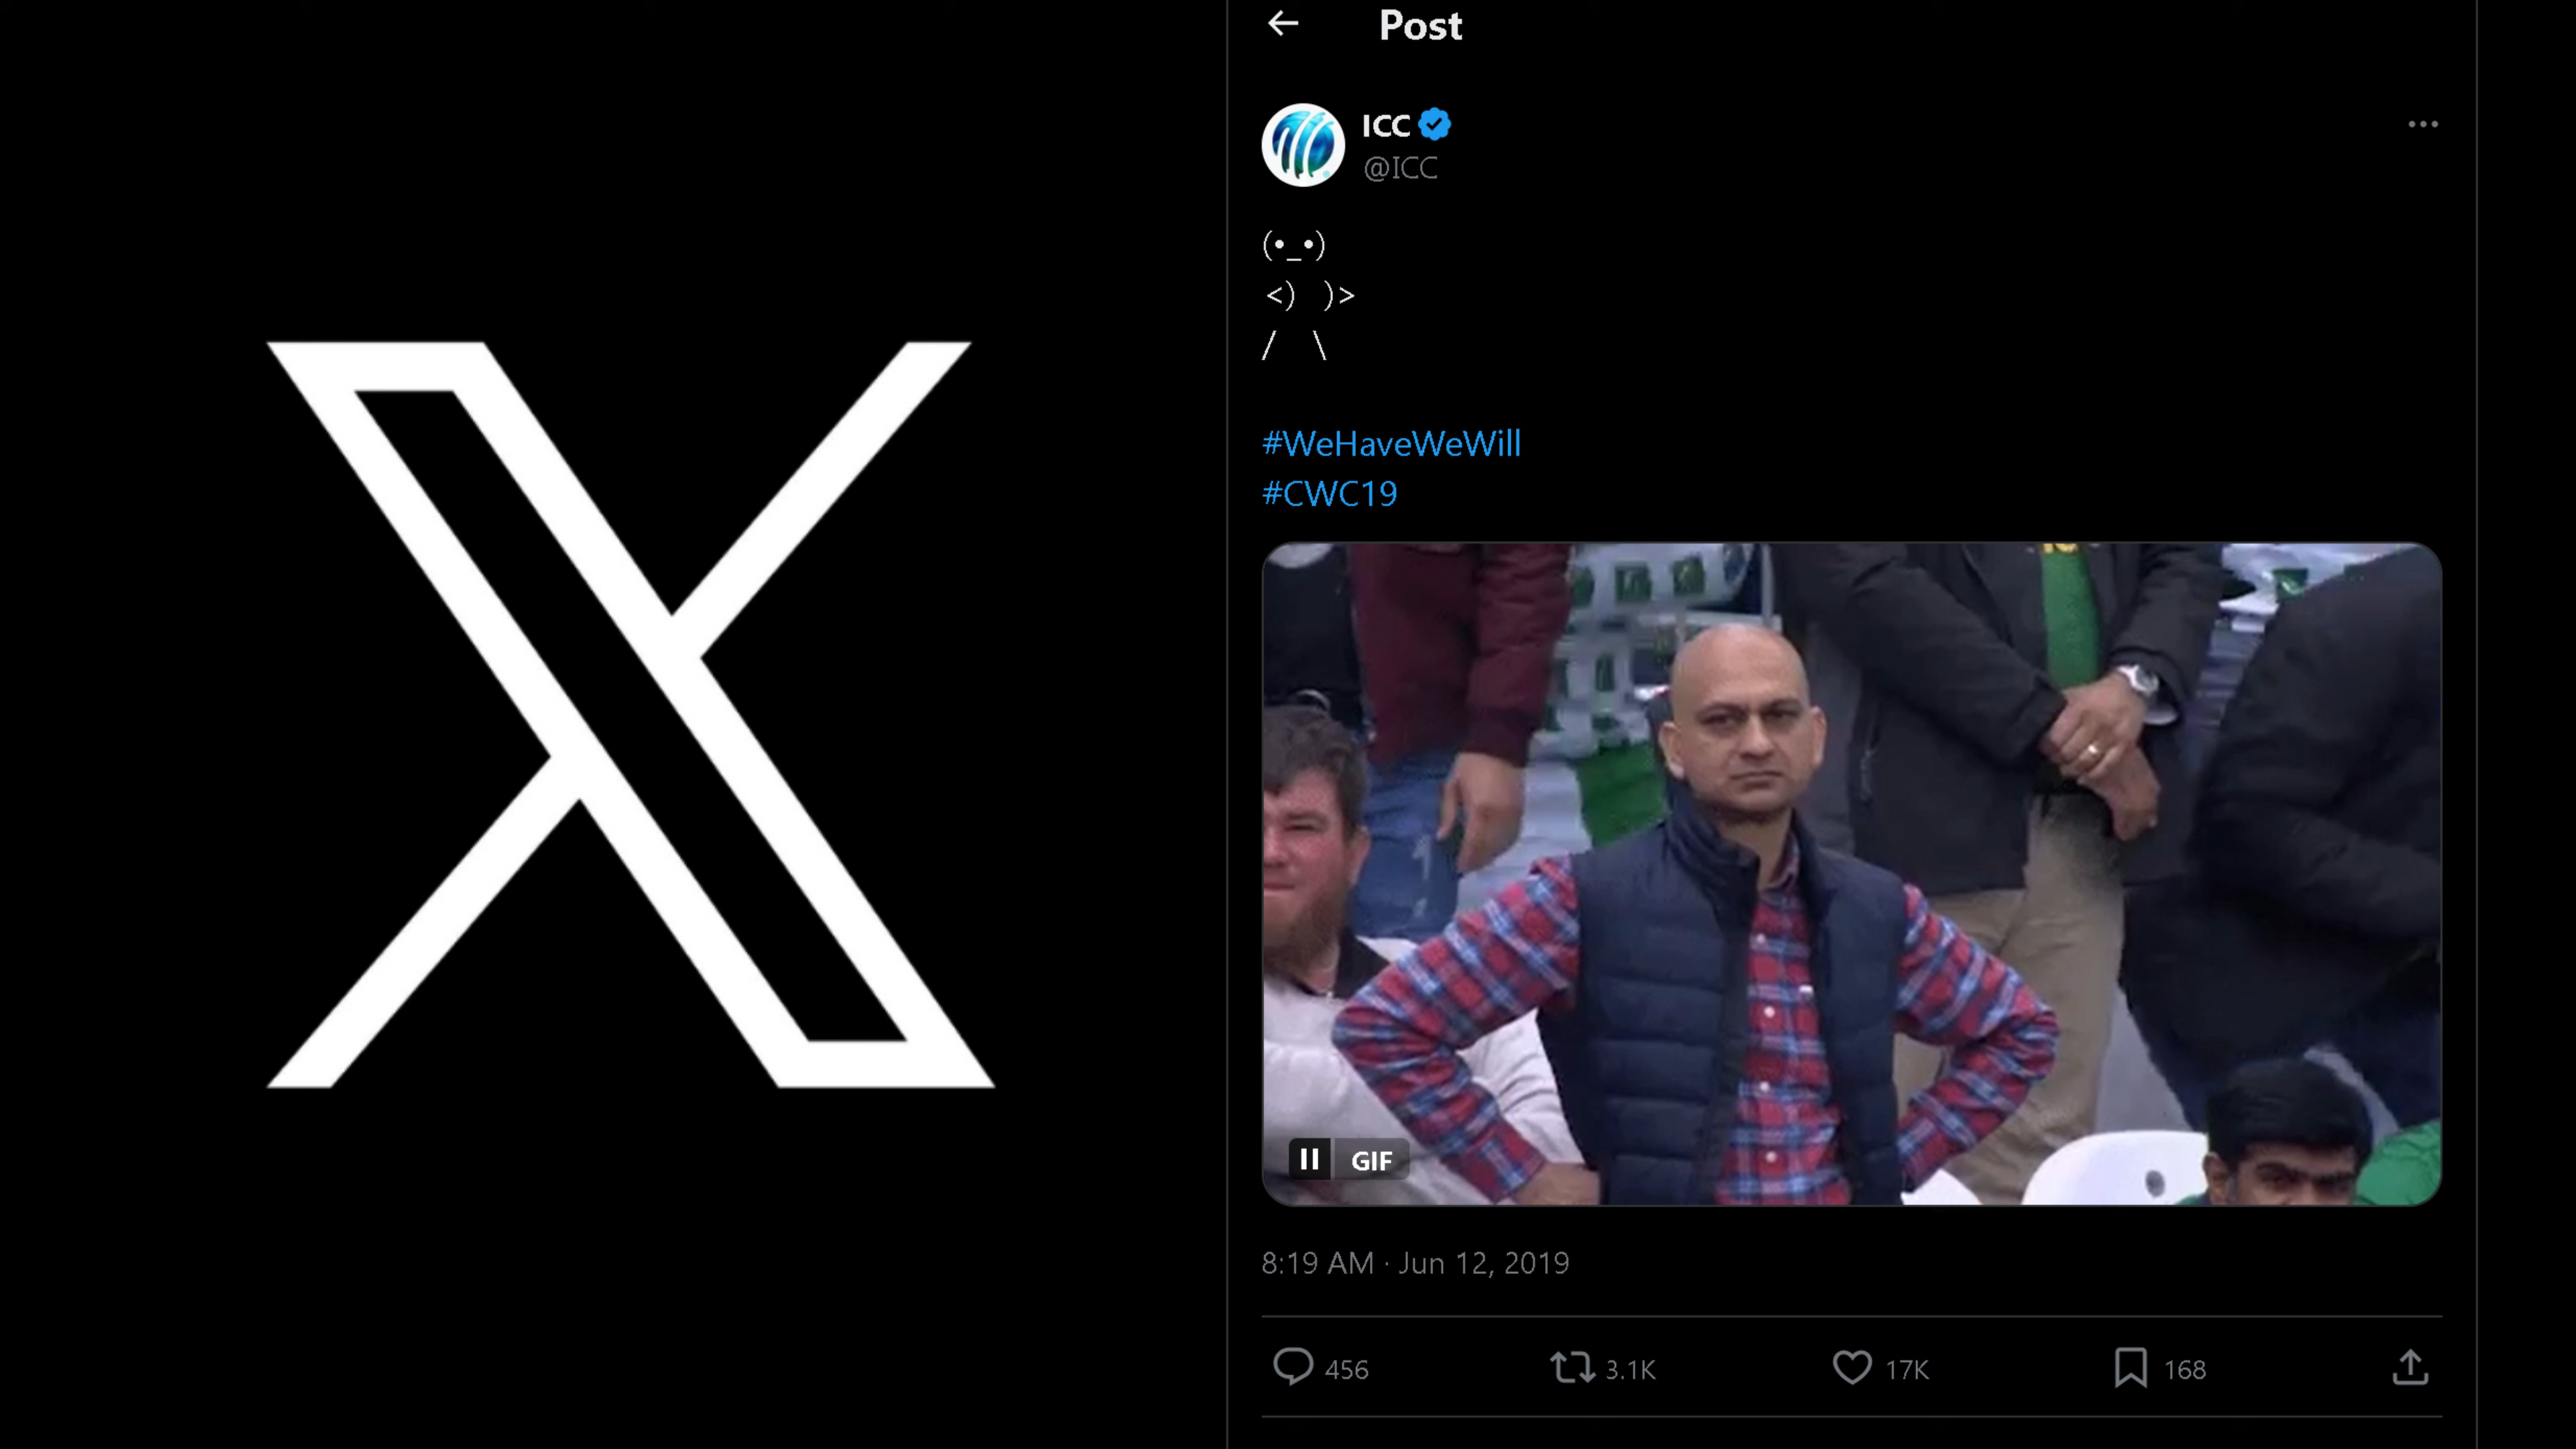 Post
ICC
@ICC
(•_•)
<)  )>
/  \
#WeHaveWeWill
#CWC19
GIF
8:19 AM · Jun 12, 2019
456 3.1K 17K 168